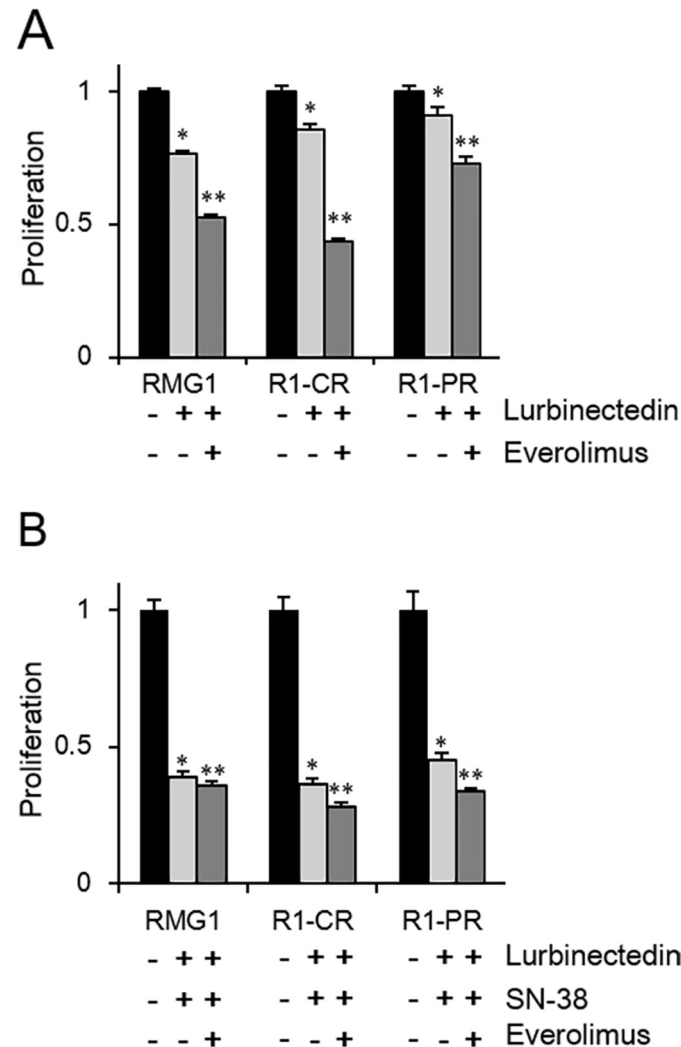 A
1
0.5
0
Proliferation
* ** * ** * **
RMG1 R1-CR R1-PR
- + + - + + - + + Lurbinectedin
- - + - - + - - + Everolimus
B
1
0.5
0
Proliferation
* ** * ** * **
RMG1 R1-CR R1-PR
- + + - + + - + + Lurbinectedin
- + + - + + - + + SN-38
- - + - - + - - + Everolimus